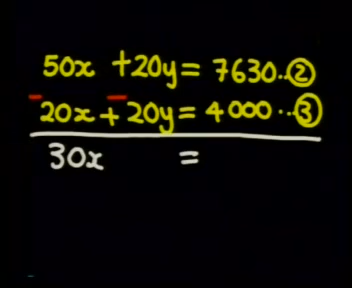 50x + 20y = 7630..②
- 20x + 20y = 4000..③
30x =